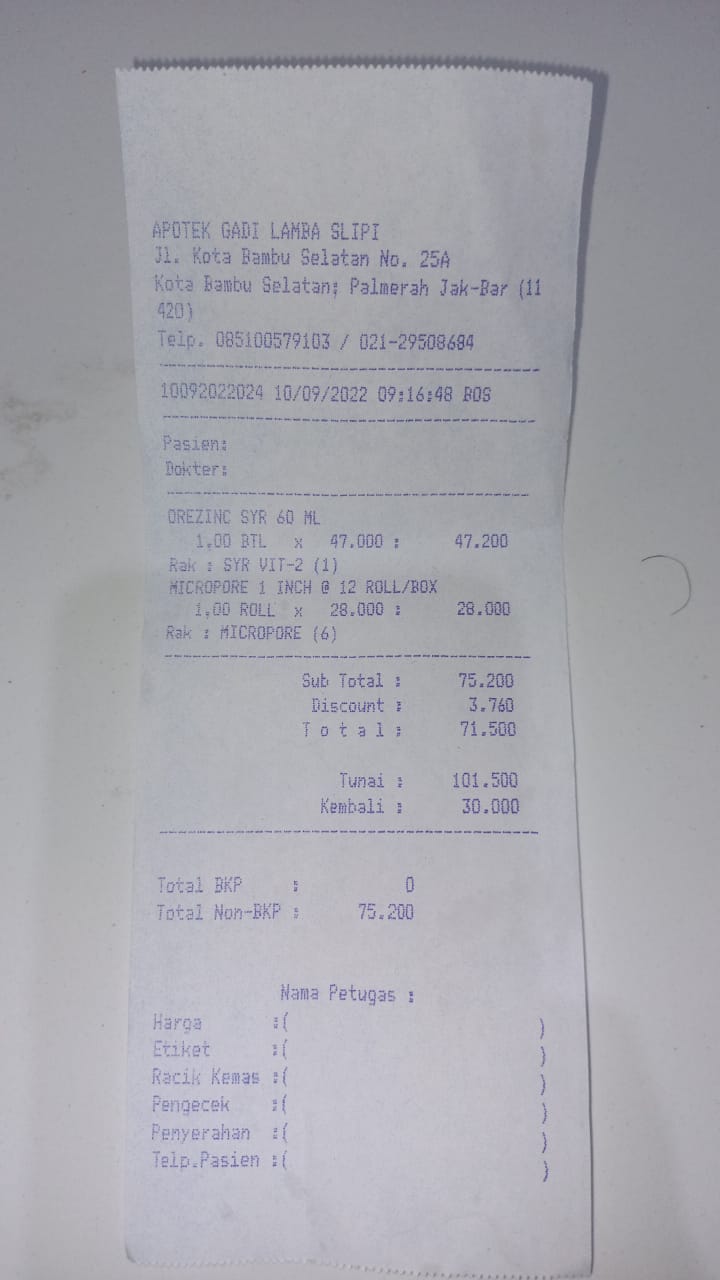 APOTEK GADI LAMBA SLIPI
Jl. Kota Bambu Selatan No. 25A
Kota Bambu Selatan; Palmerah Jak-Bar (11
420)
Telp. 085100579103 / 021-29508684
10092022024 10/09/2022 09:16:48 BOS
Pasien:
Dokter:
OREZINC SYR 60 ML
1,00 BTL x 47.000 : 47.200
Rak : SYR VIT-2 (1)
MICROPORE 1 INCH @ 12 ROLL/BOX
1,00 ROLL x 28.000 : 28.000
Rak : MICROPORE (6)
Sub Total : 75.200
Discount : 3.760
T o t a l : 71.500
Tunai : 101.500
Kembali : 30.000
Total BKP : 0
Total Non-BKP : 75.200
Nama Petugas :
Harga :( )
Etiket :( )
Racik Kemas :( )
Pengecek :( )
Penyerahan :( )
Telp.Pasien :( )